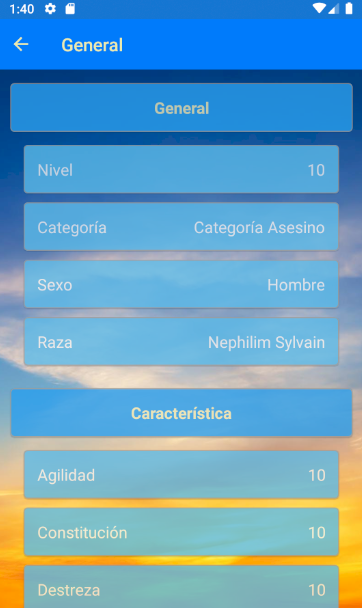 1:40
General
General
Nivel 10
Categoría Categoría Asesino
Sexo Hombre
Raza Nephilim Sylvain
Característica
Agilidad 10
Constitución 10
Destreza 10